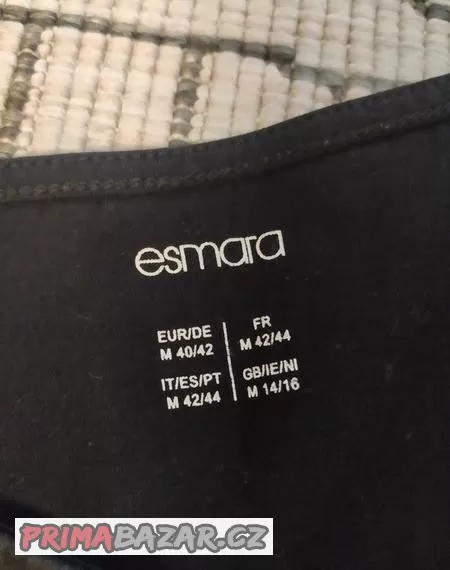 esmara
EUR/DE
M 40/42
FR
M 42/44
IT/ES/PT
M 42/44
GB/IE/NI
M 14/16
PRIMABAZAR.CZ